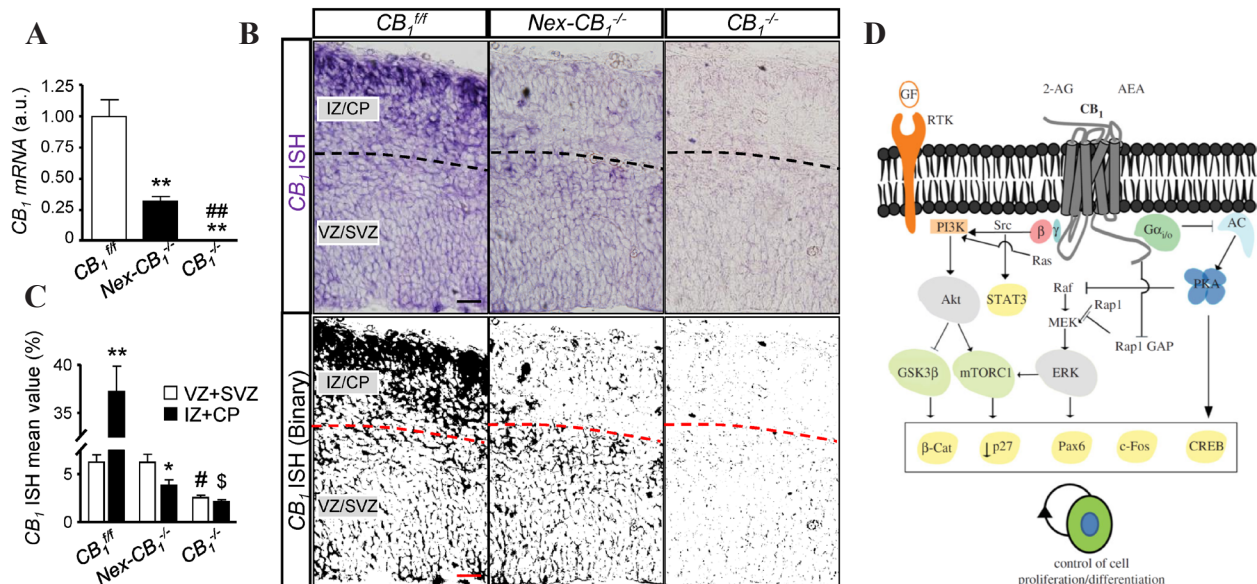 A
CB₁ mRNA (a.u.)
1.25
1.00
0.75
0.50
0.25
0
**
##
**
CB₁f/f
Nex-CB₁-/-
CB₁-/-
B
CB₁f/f
Nex-CB₁-/-
CB₁-/-
CB₁ ISH
IZ/CP
VZ/SVZ
CB₁ ISH (Binary)
IZ/CP
VZ/SVZ
C
CB₁ ISH mean value (%)
40
35
5
0
**
*
#
$
VZ+SVZ
IZ+CP
CB₁f/f
Nex-CB₁-/-
CB₁-/-
D
2-AG
AEA
GF
CB₁
RTK
PI3K
Src
β
γ
Gαi/o
AC
Ras
Akt
STAT3
Raf
PKA
Rap1
MEK
Rap1 GAP
GSK3β
mTORC1
ERK
β-Cat
↓p27
Pax6
c-Fos
CREB
control of cell
proliferation/differentiation